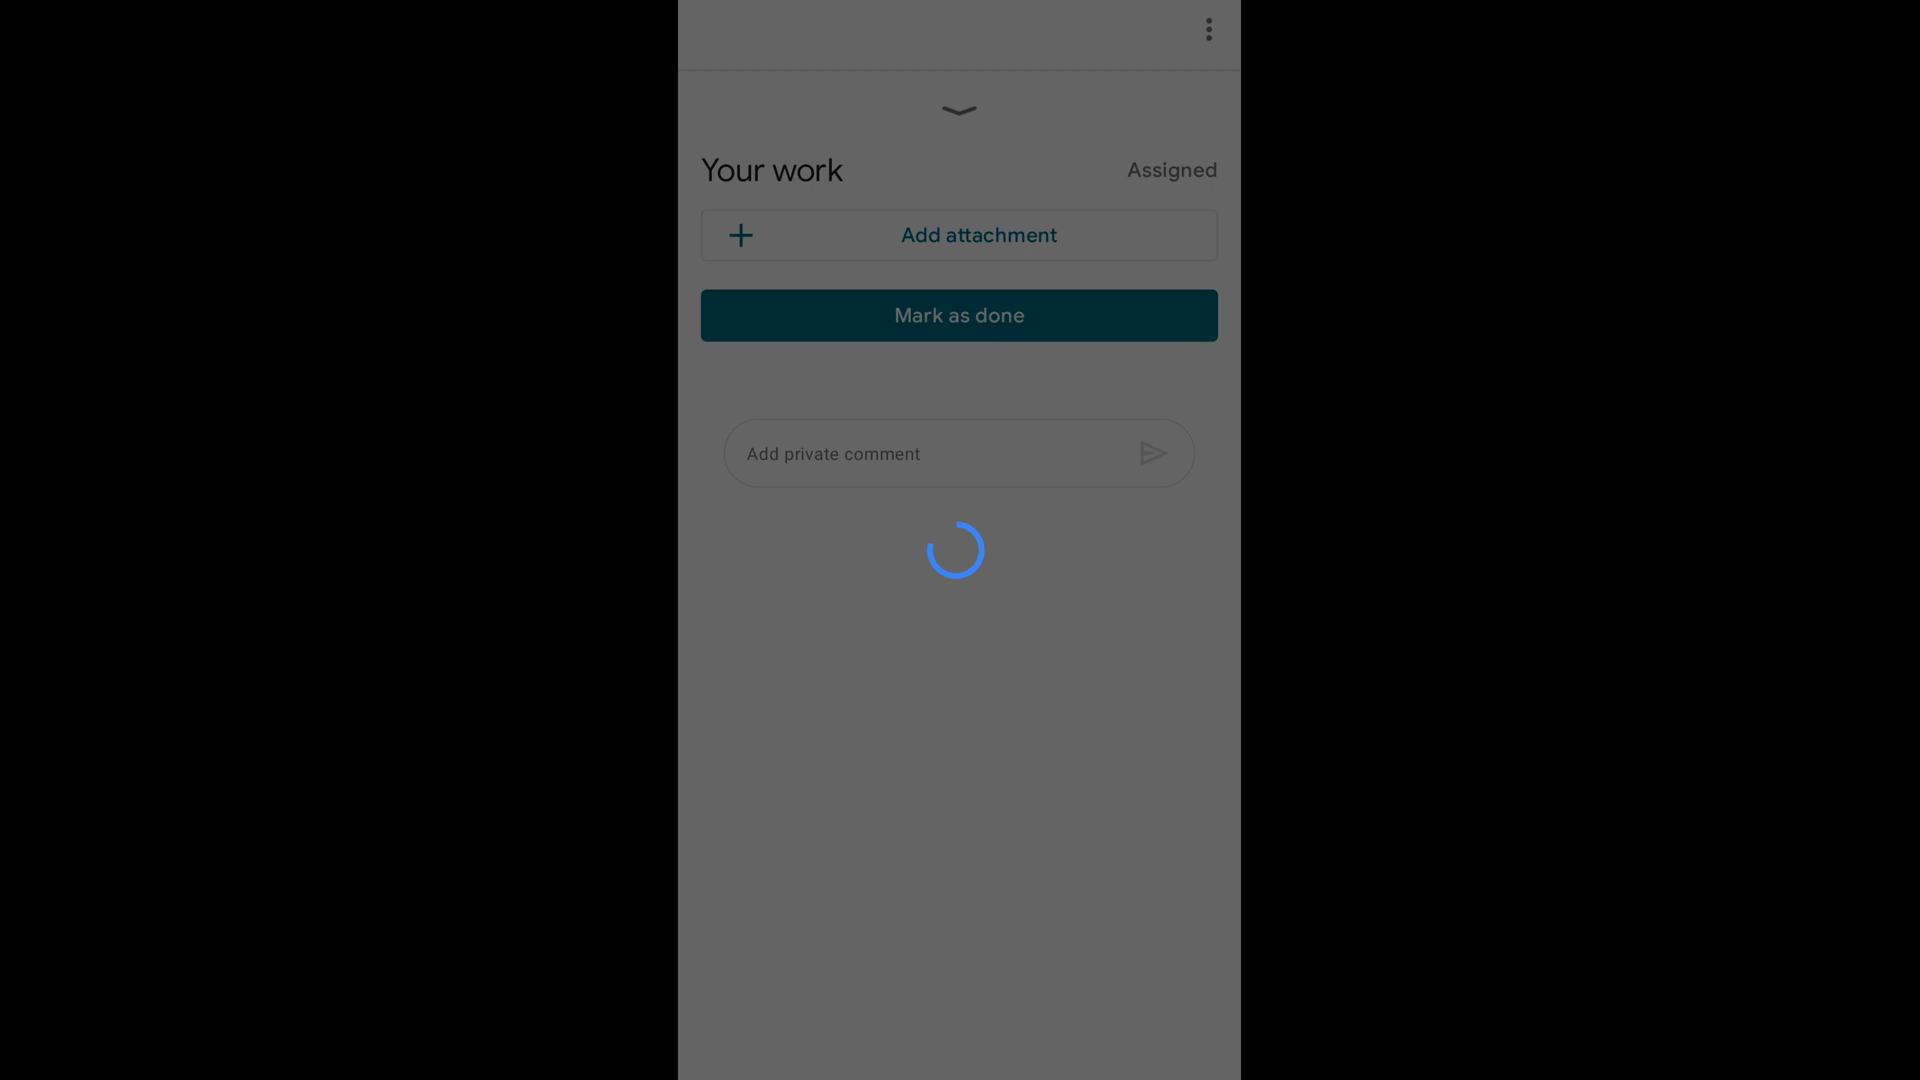 Your work
Assigned
Add attachment
Mark as done
Add private comment